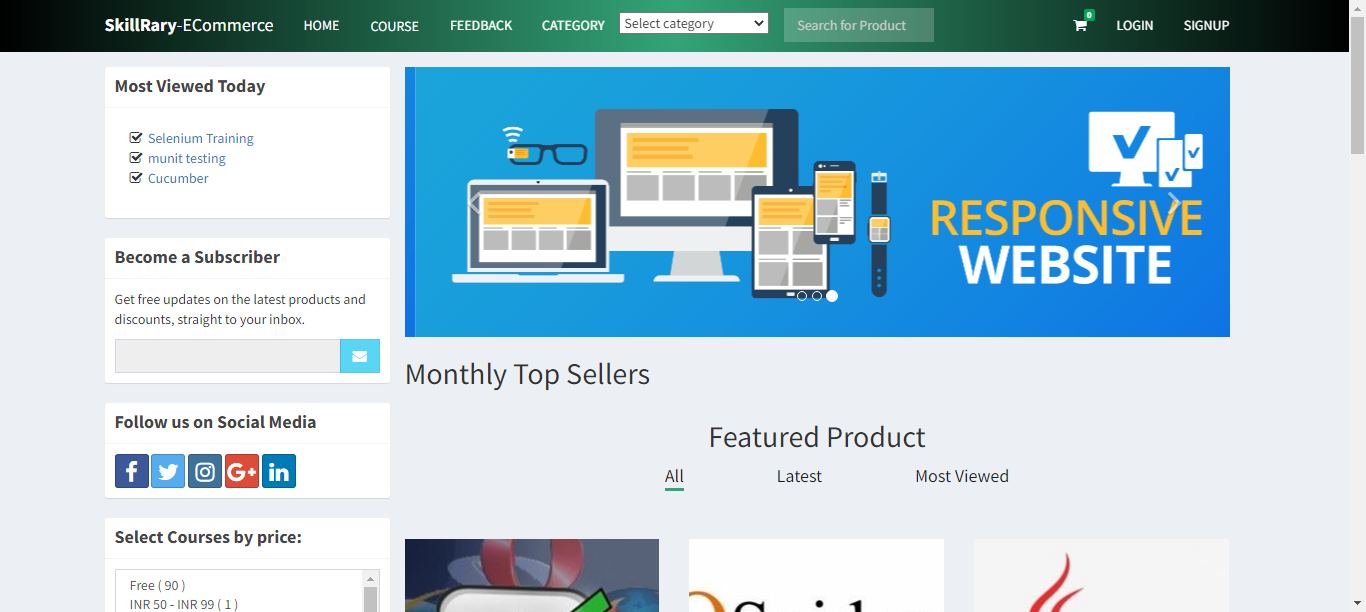 SkillRary-ECommerce HOME COURSE FEEDBACK CATEGORY Select category Search for Product 0 LOGIN SIGNUP
Most Viewed Today
Selenium Training
munit testing
Cucumber
Become a Subscriber
Get free updates on the latest products and
discounts, straight to your inbox.
Follow us on Social Media
Select Courses by price:
Free ( 90 )
INR 50 - INR 99 ( 1 )
RESPONSIVE
WEBSITE
Monthly Top Sellers
Featured Product
All Latest Most Viewed